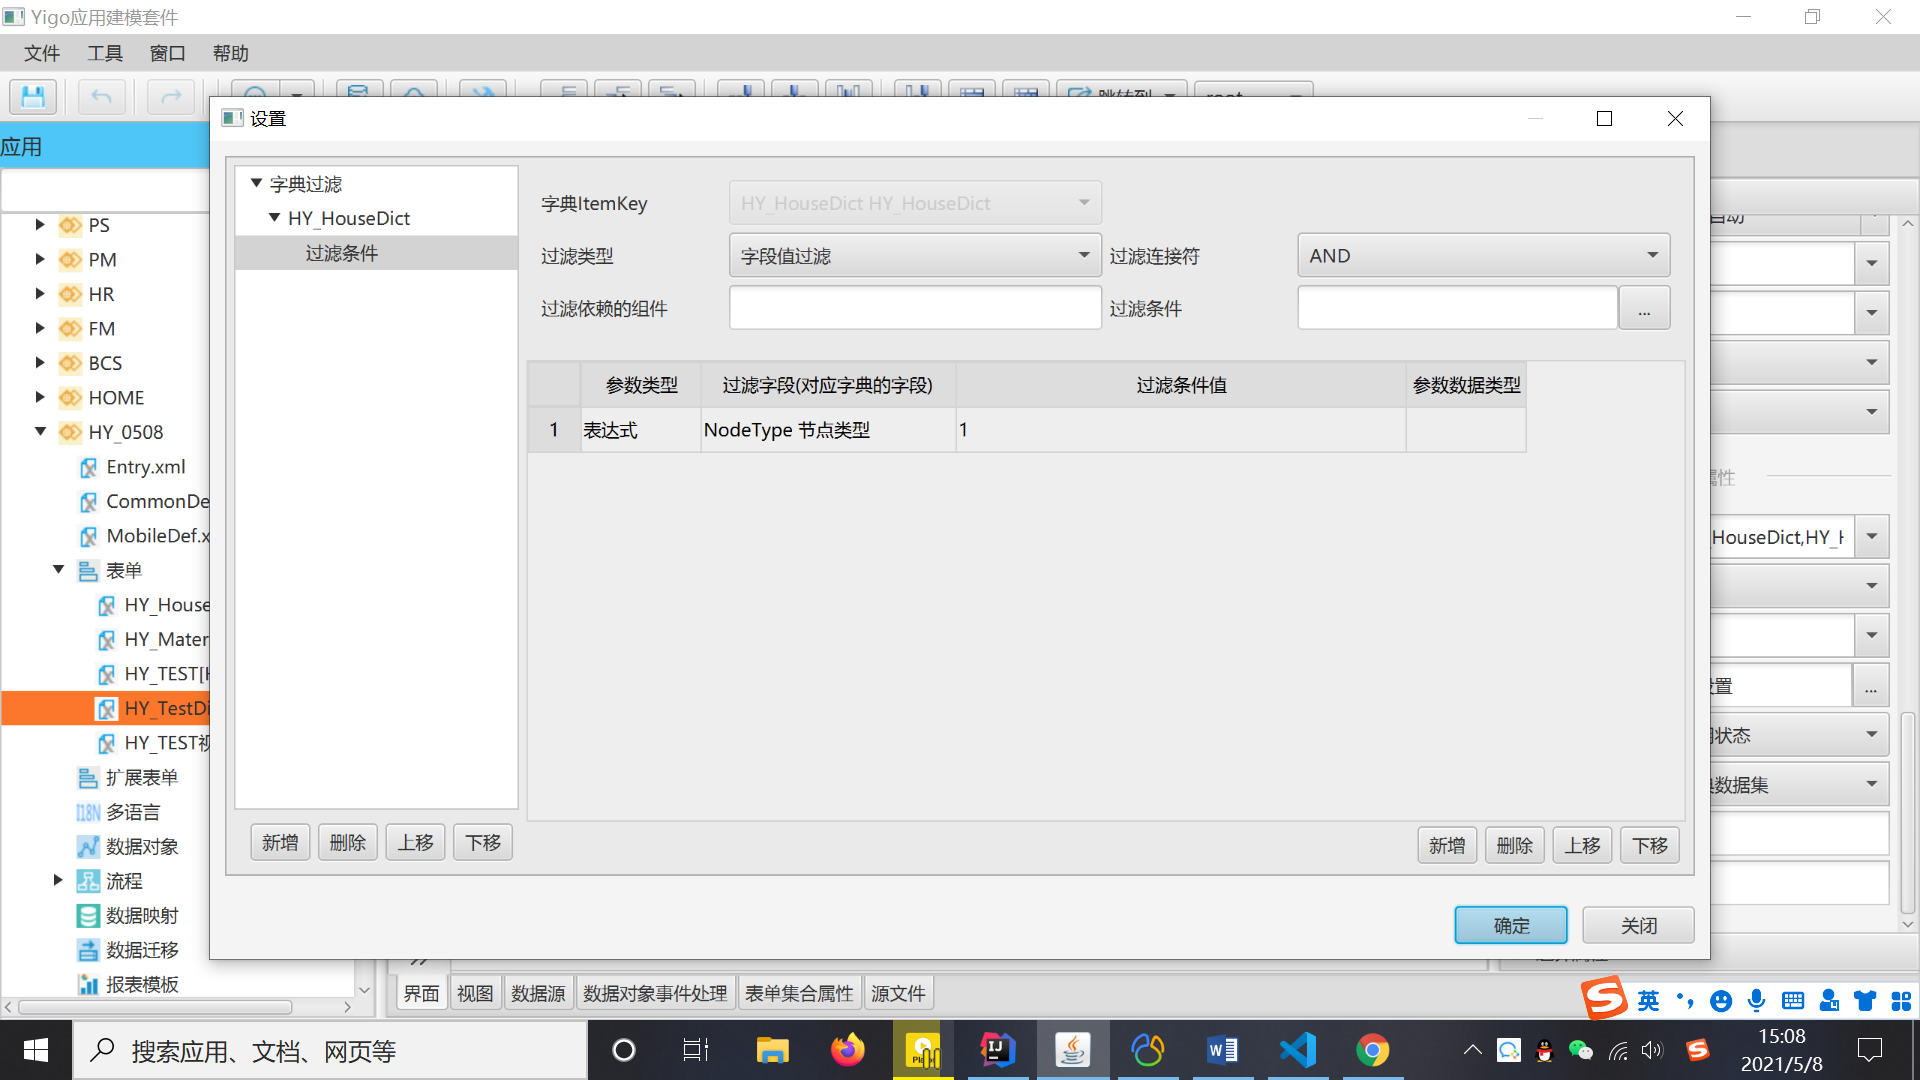 Yigo应用建模套件
文件 工具 窗口 帮助
跳转到
root
应用
PS
PM
HR
FM
BCS
HOME
HY_0508
Entry.xml
CommonDe
MobileDef.x
表单
HY_House
HY_Mater
HY_TEST[H
HY_TestDi
HY_TEST视
扩展表单
I18N 多语言
数据对象
流程
数据映射
数据迁移
报表模板
设置
字典过滤
HY_HouseDict
过滤条件
新增 删除 上移 下移
字典ItemKey HY_HouseDict HY_HouseDict
过滤类型 字段值过滤 过滤连接符 AND
过滤依赖的组件 过滤条件 ...
参数类型 过滤字段(对应字典的字段) 过滤条件值 参数数据类型
1 表达式 NodeType 节点类型 1
新增 删除 上移 下移
确定 关闭
自动
属性
_HouseDict,HY_H
设置 ...
状态
数据集
界面 视图 数据源 数据对象事件处理 表单集合属性 源文件
英
搜索应用、文档、网页等
15:08
2021/5/8